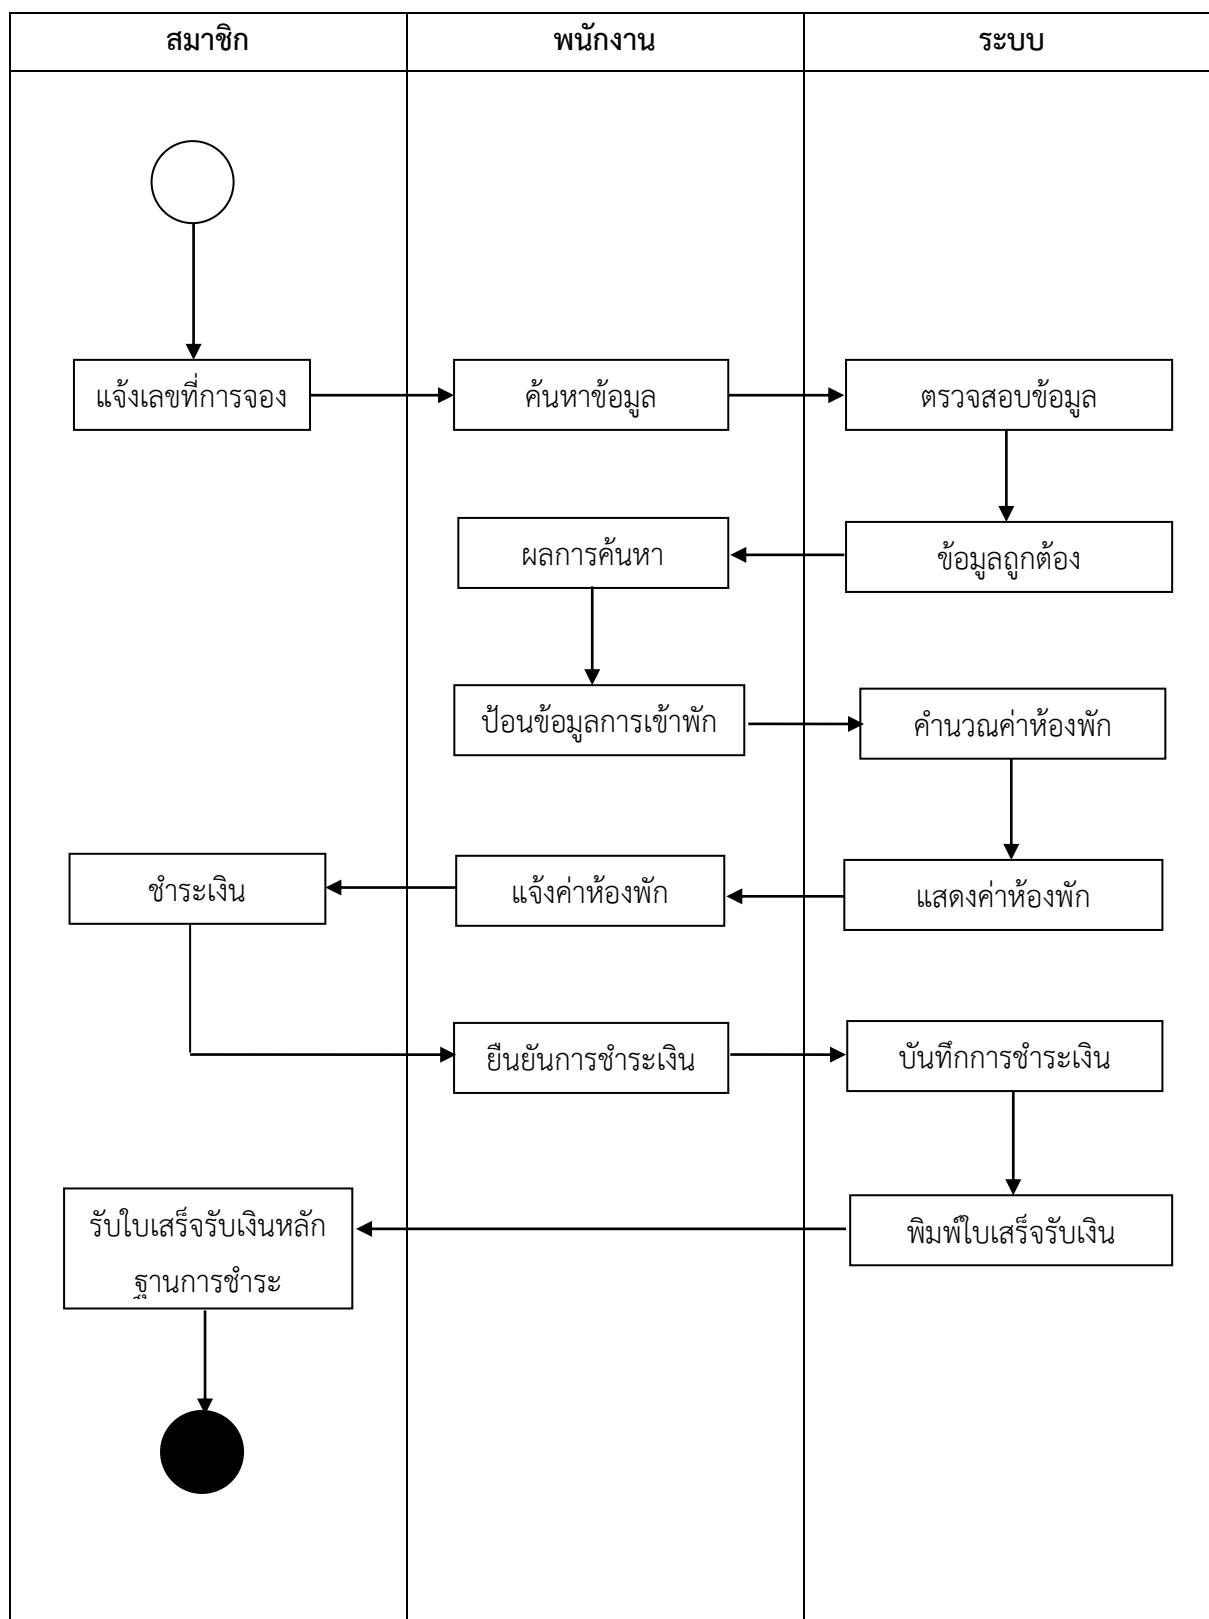 สมาชิก
พนักงาน
ระบบ
แจ้งเลขที่การจอง
ค้นหาข้อมูล
ตรวจสอบข้อมูล
ผลการค้นหา
ข้อมูลถูกต้อง
ป้อนข้อมูลการเข้าพัก
คำนวณค่าห้องพัก
ชำระเงิน
แจ้งค่าห้องพัก
แสดงค่าห้องพัก
ยืนยันการชำระเงิน
บันทึกการชำระเงิน
รับใบเสร็จรับเงินหลัก
ฐานการชำระ
พิมพ์ใบเสร็จรับเงิน